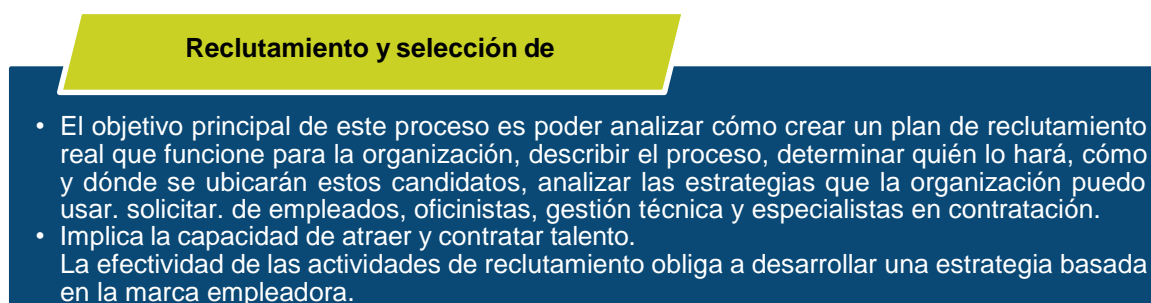 Reclutamiento y selección de
• El objetivo principal de este proceso es poder analizar cómo crear un plan de reclutamiento
real que funcione para la organización, describir el proceso, determinar quién lo hará, cómo
y dónde se ubicarán estos candidatos, analizar las estrategias que la organización puedo
usar. solicitar. de empleados, oficinistas, gestión técnica y especialistas en contratación.
• Implica la capacidad de atraer y contratar talento.
La efectividad de las actividades de reclutamiento obliga a desarrollar una estrategia basada
en la marca empleadora.